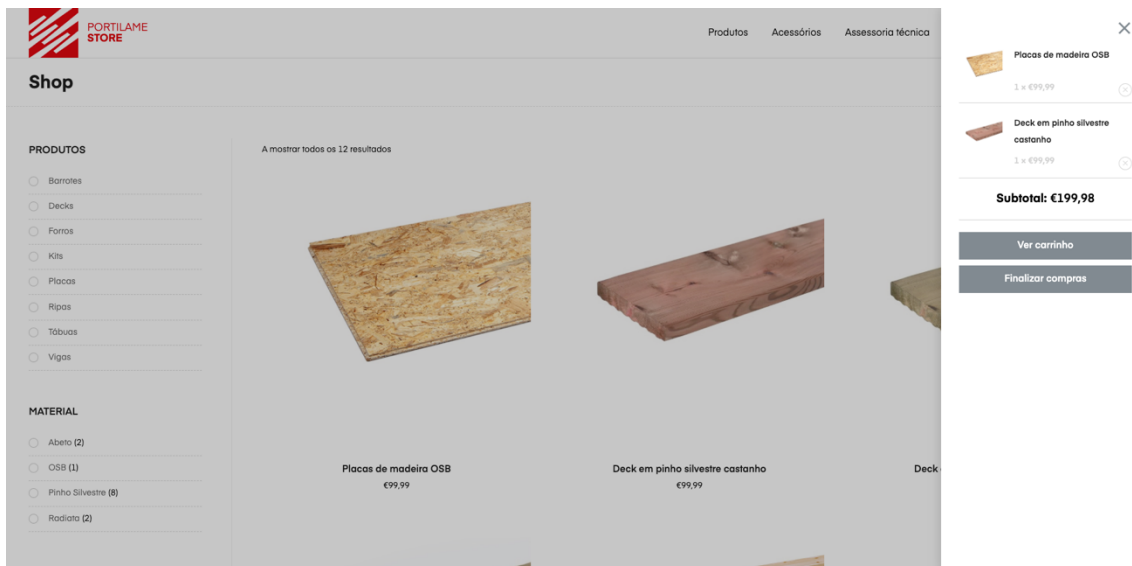 PORTILAME
STORE
Produtos
Acessórios
Assessoria técnica
Shop
PRODUTOS
Barrotes
Decks
Forros
Kits
Placas
Ripas
Tábuas
Vigas
MATERIAL
Abeto (2)
OSB (1)
Pinho Silvestre (8)
Radiata (2)
A mostrar todos os 12 resultados
Placas de madeira OSB
€99,99
Deck em pinho silvestre castanho
€99,99
Deck
Placas de madeira OSB
1 × €99,99
Deck em pinho silvestre
castanho
1 × €99,99
Subtotal: €199,98
Ver carrinho
Finalizar compras